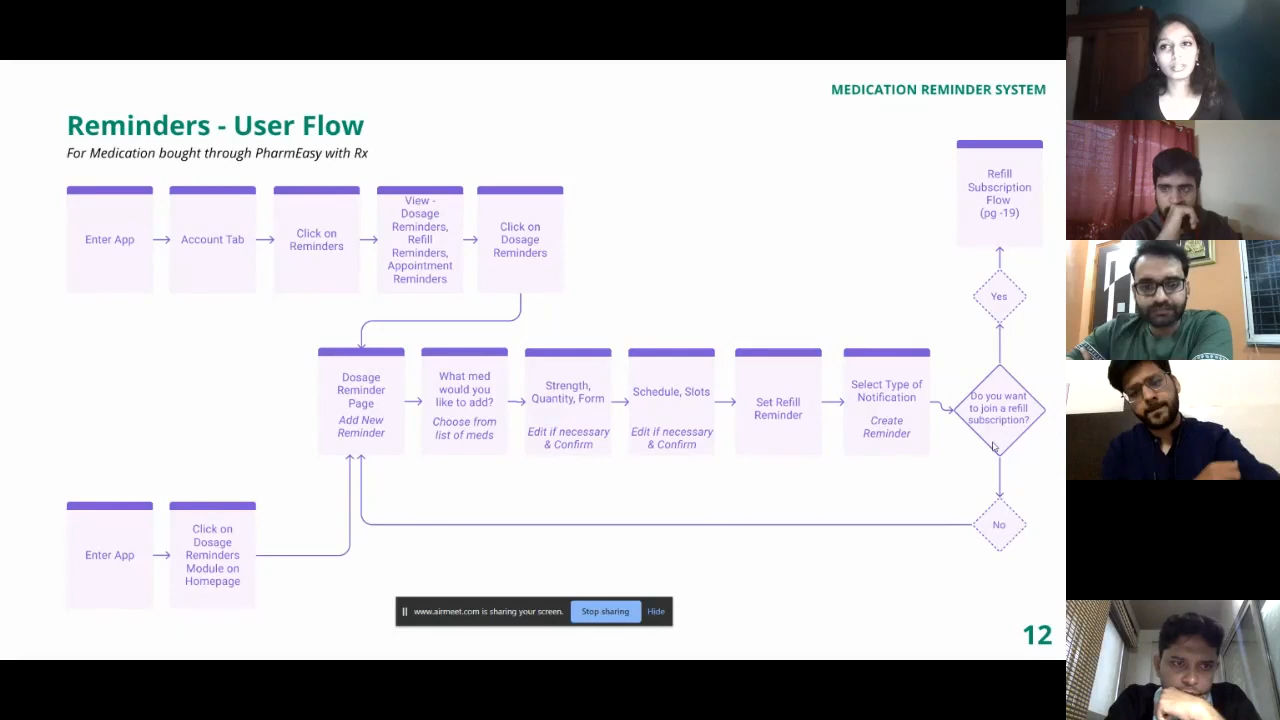 MEDICATION REMINDER SYSTEM
Reminders - User Flow
For Medication bought through PharmEasy with Rx
Enter App
Account Tab
Click on
Reminders
View -
Dosage
Reminders,
Refill
Reminders,
Appointment
Reminders
Click on
Dosage
Reminders
Refill
Subscription
Flow
(pg -19)
Yes
Dosage
Reminder
Page
Add New
Reminder
What med
would you
like to add?
Choose from
list of meds
Strength,
Quantity, Form
Edit if necessary
& Confirm
Schedule, Slots
Edit if necessary
& Confirm
Set Refill
Reminder
Select Type of
Notification
Create
Reminder
Do you want
to join a refill
subscription?
No
Enter App
Click on
Dosage
Reminders
Module on
Homepage
www.airmeet.com is sharing your screen.
Stop sharing
Hide
12